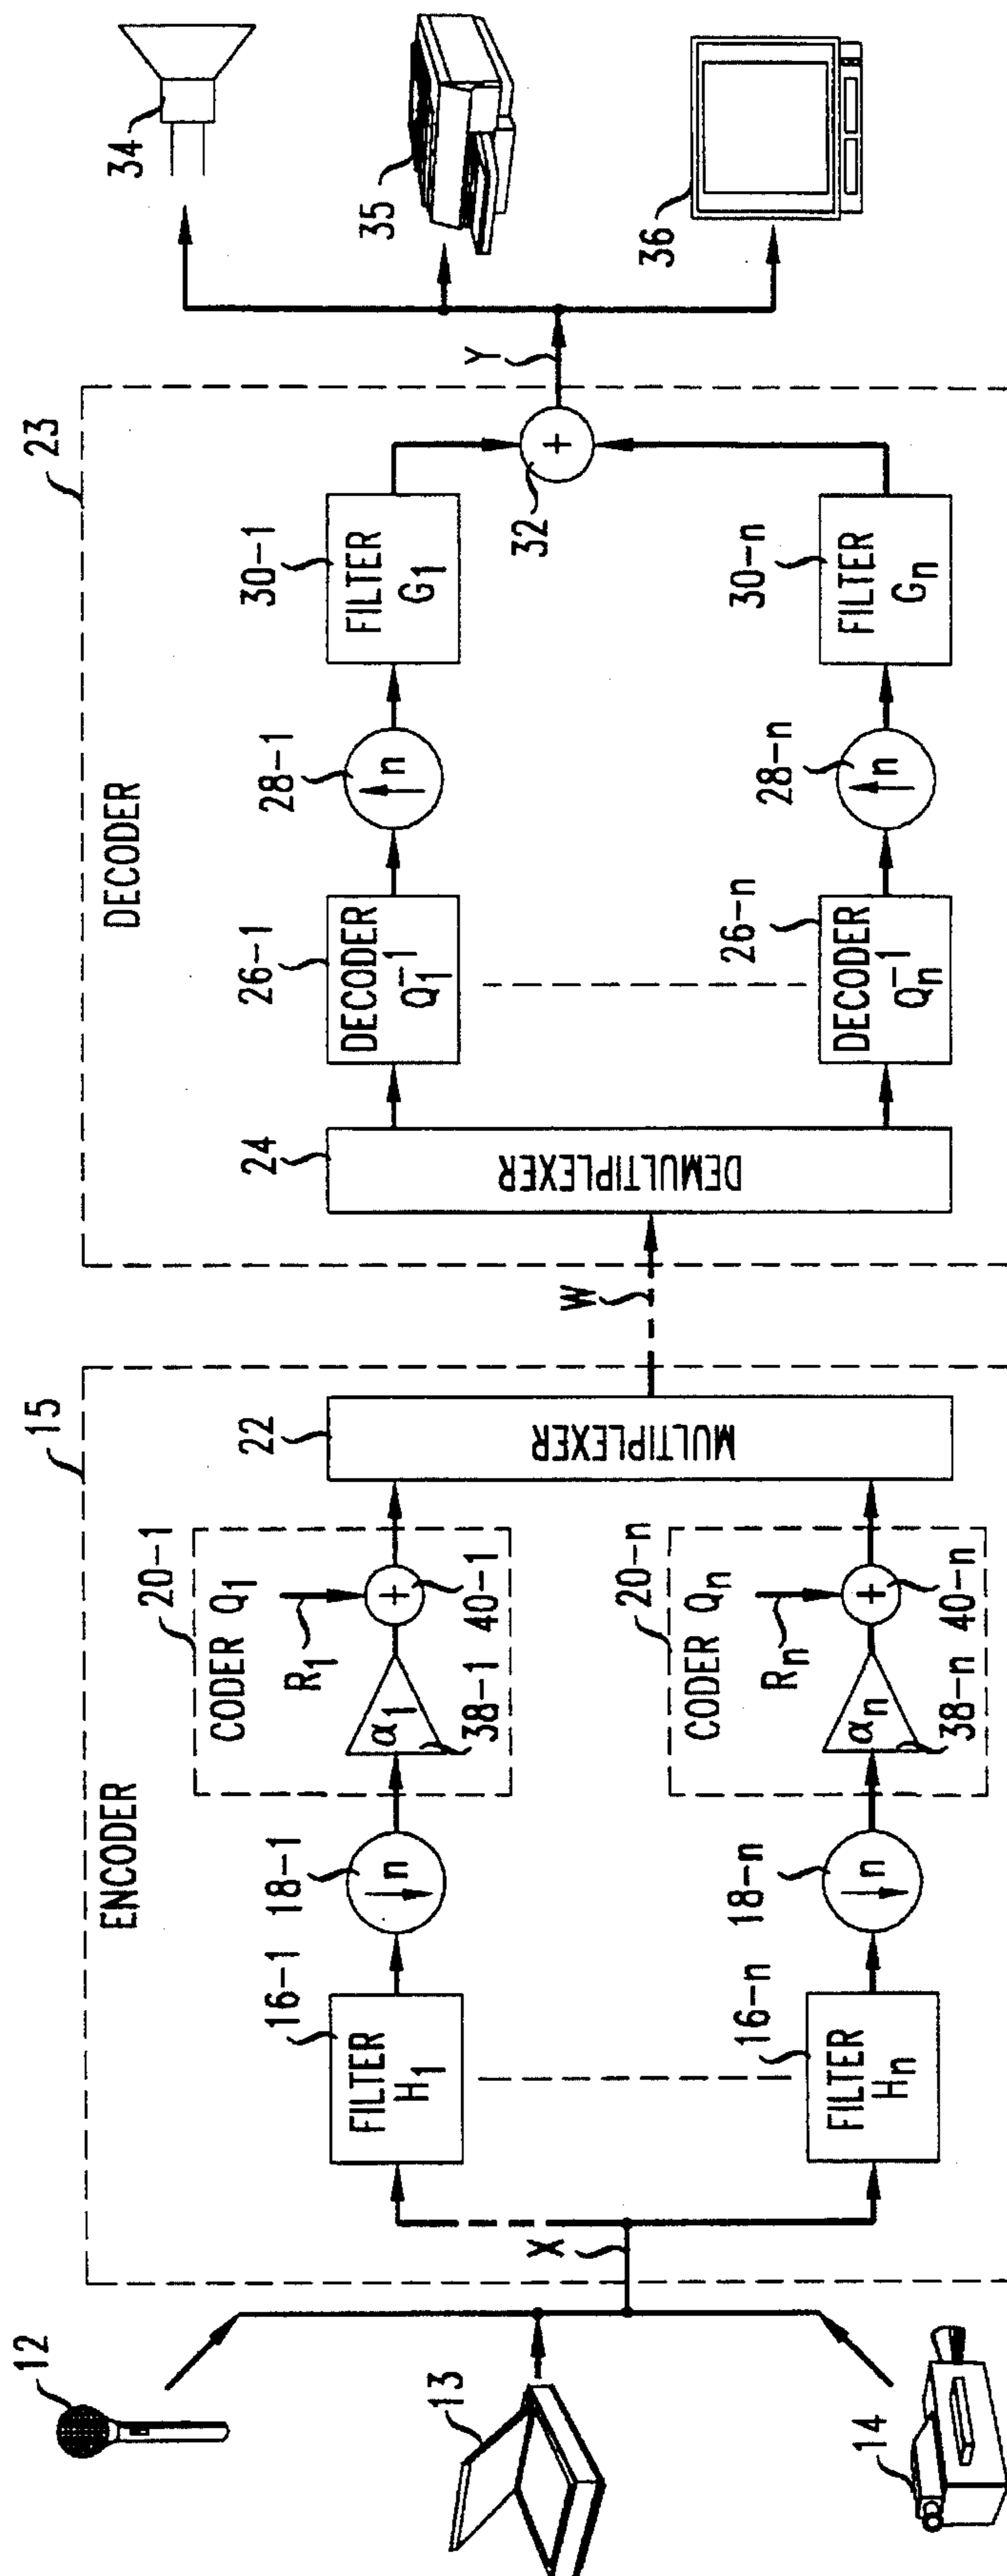 12
13
14
X
15
ENCODER
16-1
FILTER
H1
18-1
↓n
20-1
CODER Q1
R1
α1
38-1
+
40-1
16-n
FILTER
Hn
18-n
↓n
20-n
CODER Qn
Rn
αn
38-n
+
40-n
22
MULTIPLEXER
W
23
DECODER
24
DEMULTIPLEXER
26-1
DECODER
Q1^-1
28-1
↑n
30-1
FILTER
G1
26-n
DECODER
Qn^-1
28-n
↑n
30-n
FILTER
Gn
+
32
Y
34
35
36